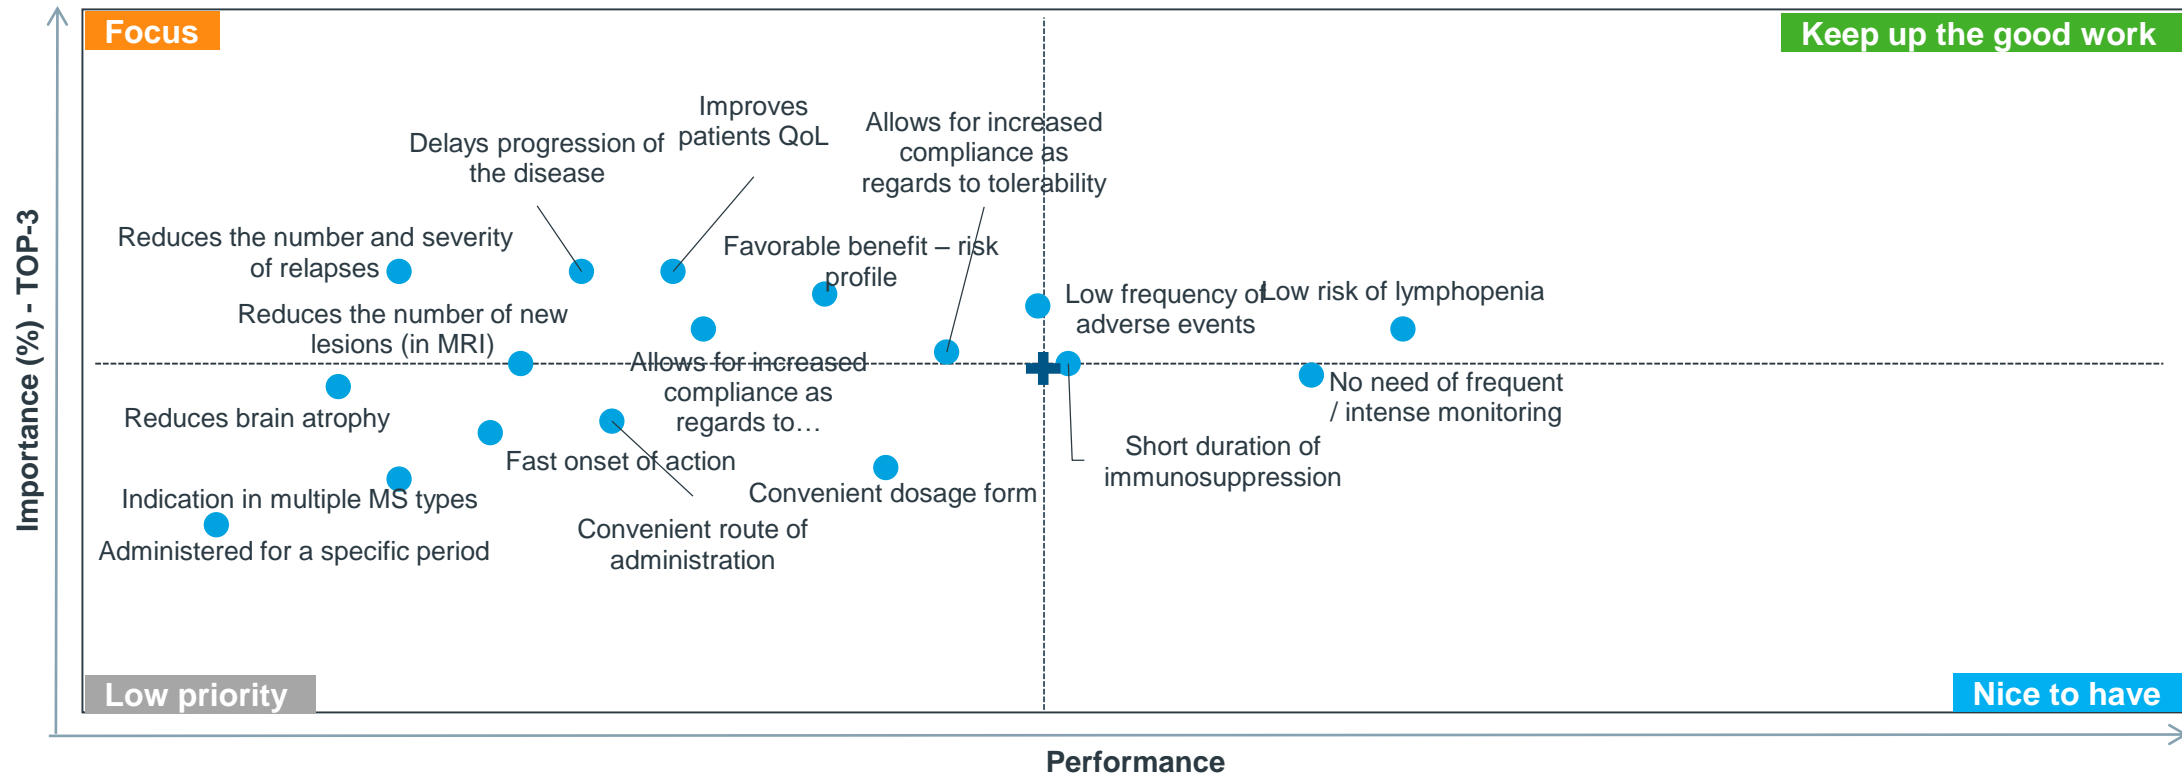 Focus
Keep up the good work
Improves
patients QoL
Allows for increased
compliance as
regards to tolerability
Delays progression of
the disease
Reduces the number and severity
of relapses
Favorable benefit – risk
profile
Low frequency of
adverse events
Low risk of lymphopenia
Reduces the number of new
lesions (in MRI)
Allows for increased
compliance as
regards to…
No need of frequent
/ intense monitoring
Reduces brain atrophy
Short duration of
immunosuppression
Fast onset of action
Indication in multiple MS types
Convenient dosage form
Convenient route of
administration
Administered for a specific period
Low priority
Nice to have
Importance (%) - TOP-3
Performance